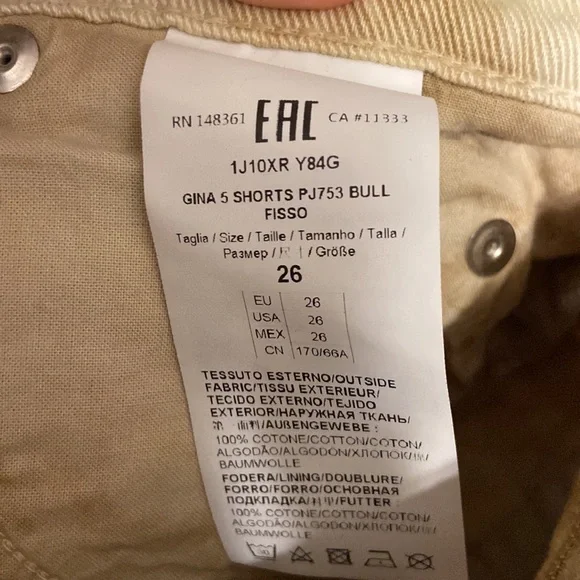 RN 148361 EAC CA #11333
1J10XR Y84G
GINA 5 SHORTS PJ753 BULL
FISSO
Taglia / Size / Taille / Tamanho / Talla /
Размер / / Größe
26
EU 26
USA 26
MEX 26
CN 170/66A
TESSUTO ESTERNO/OUTSIDE
FABRIC/TISSU EXTERIEUR/
TECIDO EXTERNO/TEJIDO
EXTERIOR/НАРУЖНАЯ ТКАНЬ/
/AUßENGEWEBE:
100% COTONE/COTTON/COTON/
ALGODÃO/ALGODÓN/ХЛОПОК/
BAUMWOLLE
FODERA/LINING/DOUBLURE/
FORRO/FORRO/ОСНОВНАЯ
ПОДКЛАДКА/ /FUTTER:
100% COTONE/COTTON/COTON/
ALGODÃO/ALGODÓN/ХЛОПОК/
BAUMWOLLE